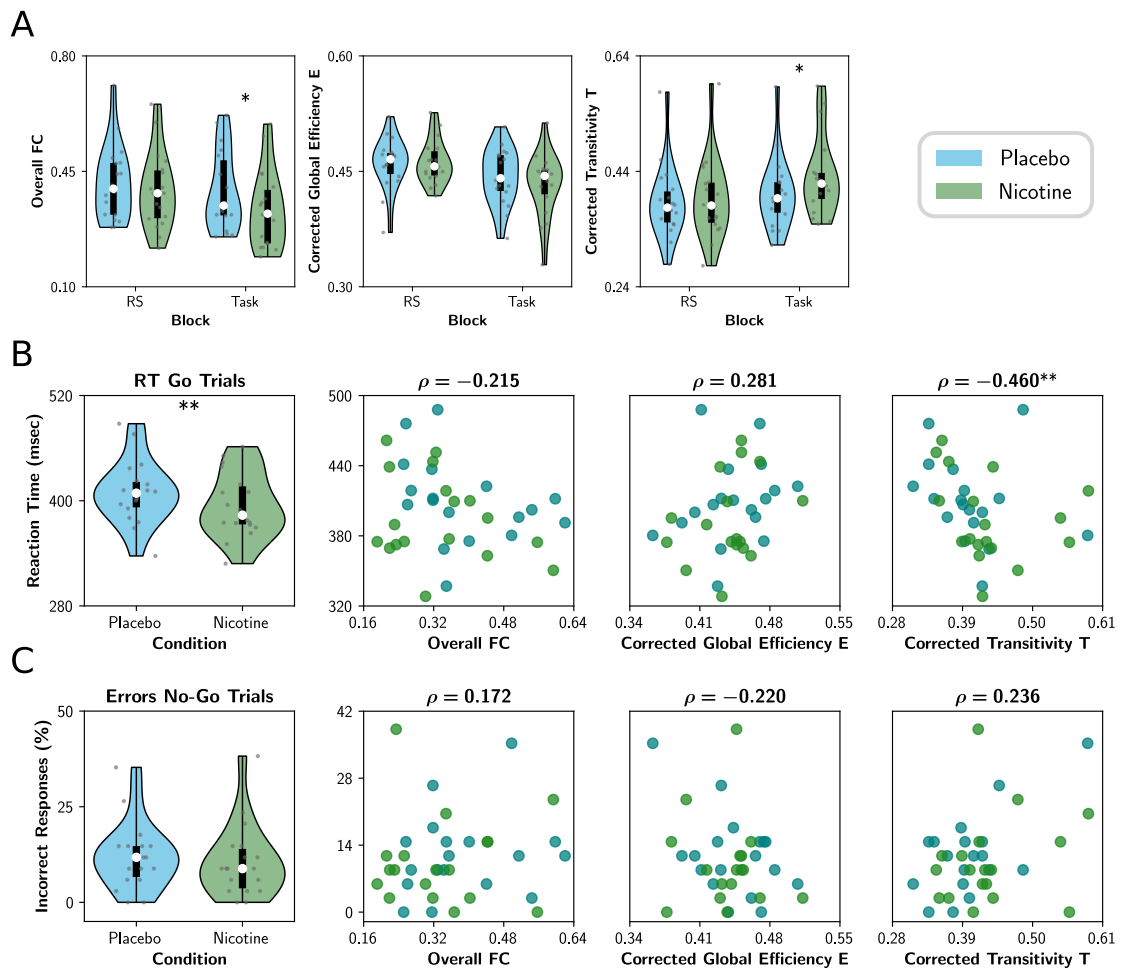 A
0.80
0.45
0.10
Overall FC
*
RS
Task
Block
0.60
0.45
0.30
Corrected Global Efficiency E
RS
Task
Block
0.64
0.44
0.24
Corrected Transitivity T
*
RS
Task
Block
Placebo
Nicotine
B
RT Go Trials
520
400
280
Reaction Time (msec)
**
Placebo
Nicotine
Condition
ρ = −0.215
500
440
380
320
0.16
0.32
0.48
0.64
Overall FC
ρ = 0.281
0.34
0.41
0.48
0.55
Corrected Global Efficiency E
ρ = −0.460**
0.28
0.39
0.50
0.61
Corrected Transitivity T
C
Errors No-Go Trials
50
25
0
Incorrect Responses (%)
Placebo
Nicotine
Condition
ρ = 0.172
42
28
14
0
0.16
0.32
0.48
0.64
Overall FC
ρ = −0.220
0.34
0.41
0.48
0.55
Corrected Global Efficiency E
ρ = 0.236
0.28
0.39
0.50
0.61
Corrected Transitivity T